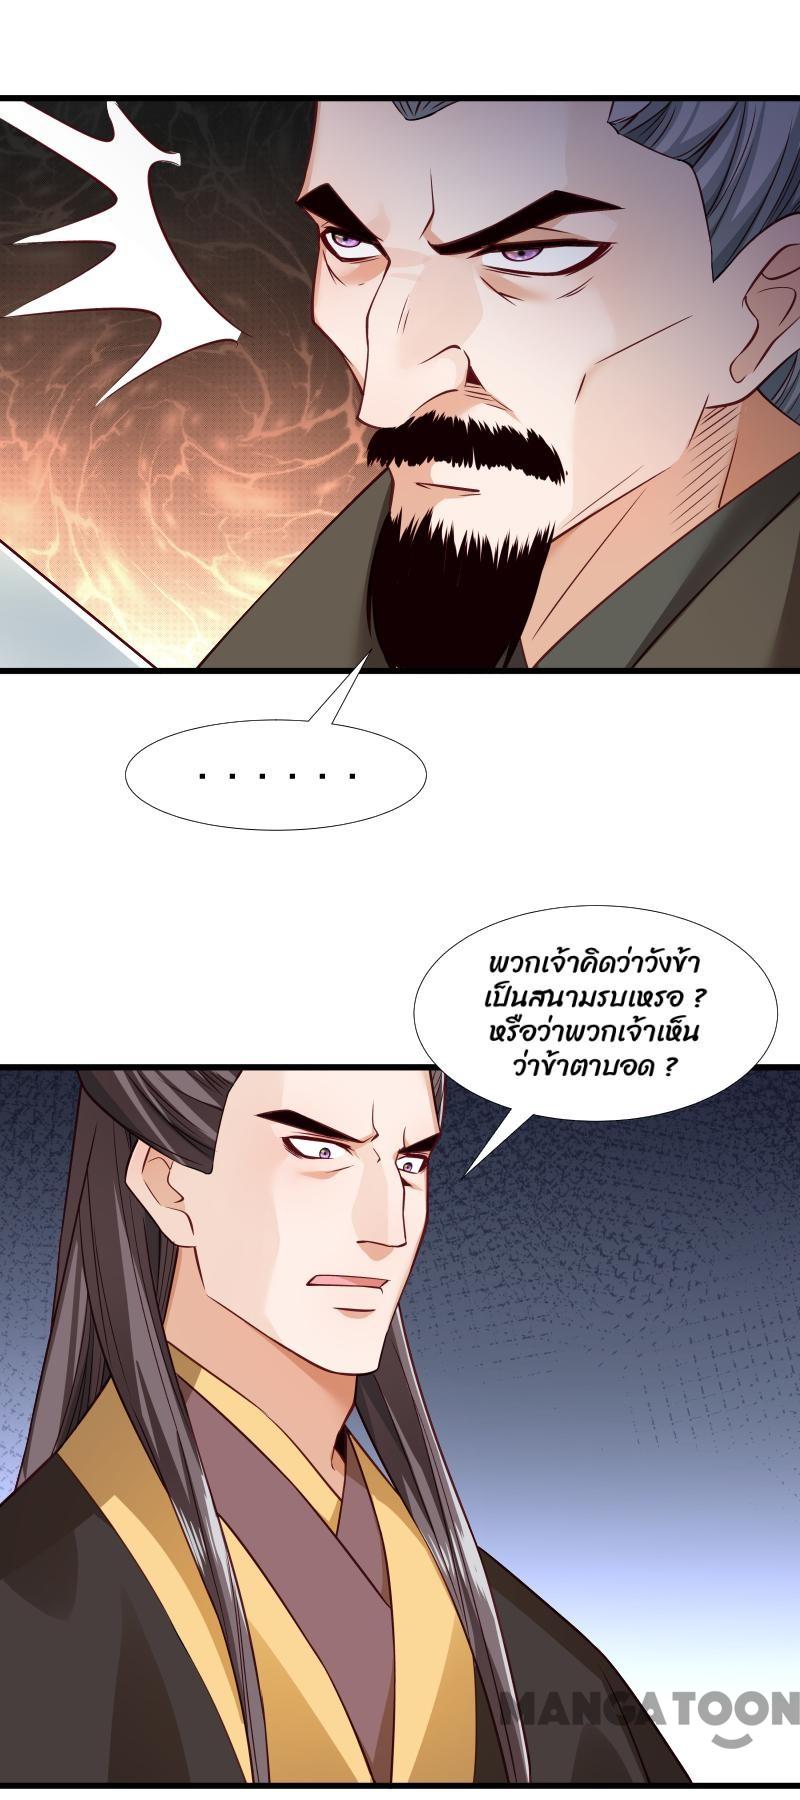 ......
พวกเจ้าคิดว่าวังข้า
เป็นสนามรบเหรอ ?
หรือว่าพวกเจ้าเห็น
ว่าข้าตาบอด ?
MANGATOON